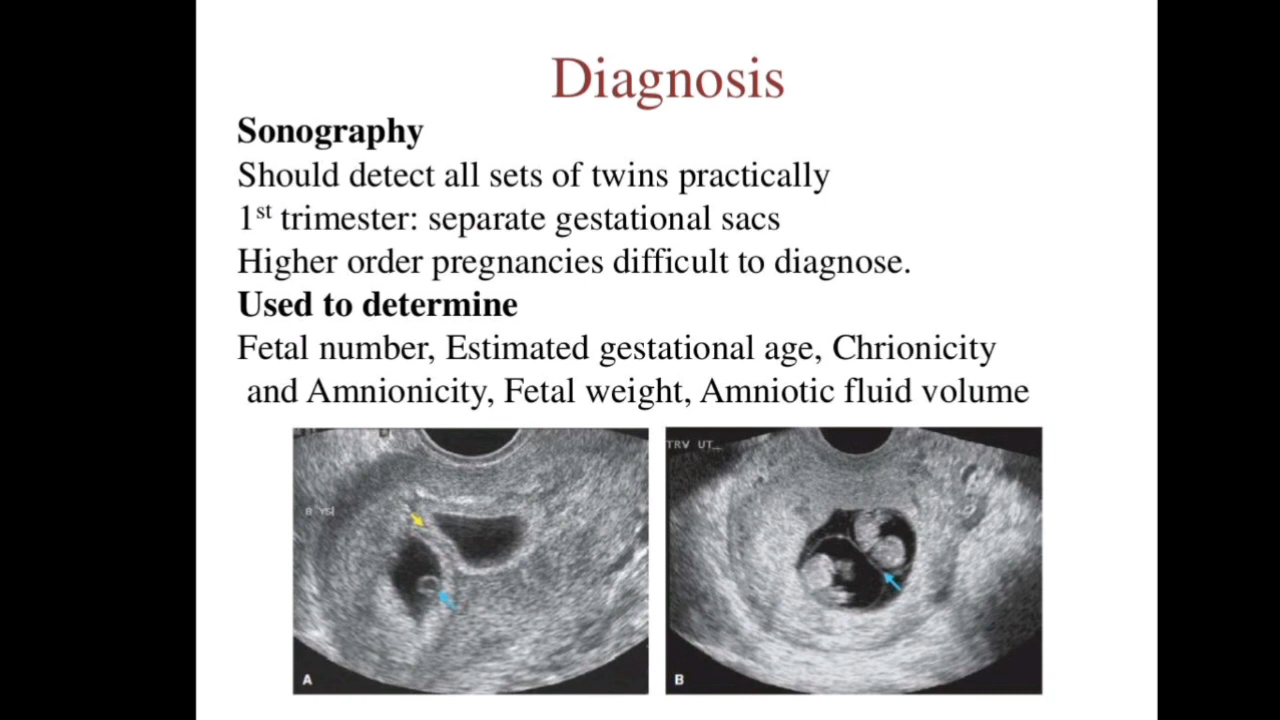 Diagnosis
Sonography
Should detect all sets of twins practically
1st trimester: separate gestational sacs
Higher order pregnancies difficult to diagnose.
Used to determine
Fetal number, Estimated gestational age, Chrionicity
and Amnionicity, Fetal weight, Amniotic fluid volume
TRV UT
A
B